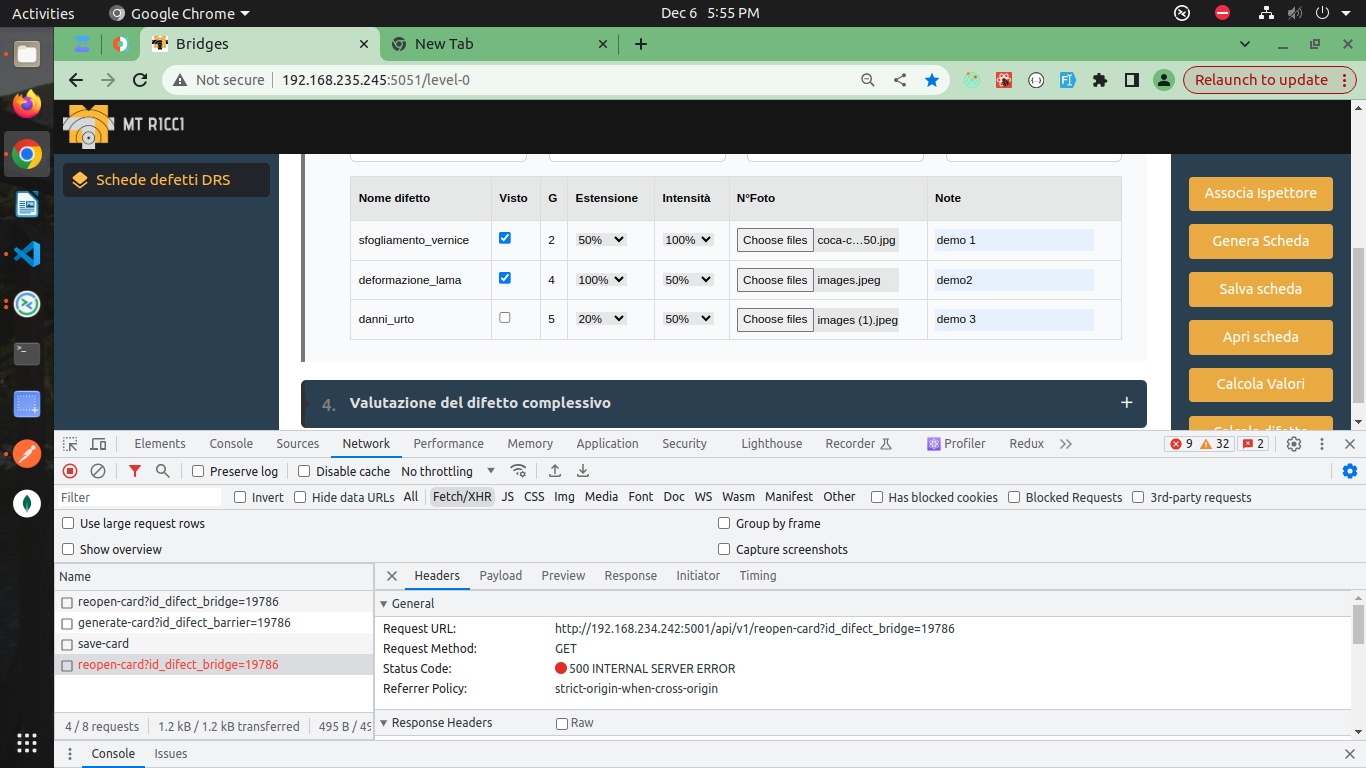 Activities Google Chrome Dec 6 5:55 PM
Bridges New Tab
Not secure 192.168.235.245:5051/level-0 Relaunch to update
MT RICCI
Schede defetti DRS
Nome difetto Visto G Estensione Intensità N°Foto Note
sfogliamento_vernice 2 50% 100% Choose files coca-c...50.jpg demo 1
deformazione_lama 4 100% 50% Choose files images.jpeg demo2
danni_urto 5 20% 50% Choose files images (1).jpeg demo 3
4. Valutazione del difetto complessivo +
Associa Ispettore
Genera Scheda
Salva scheda
Apri scheda
Calcola Valori
Calcola difetto
Elements Console Sources Network Performance Memory Application Security Lighthouse Recorder Profiler Redux 9 32 2
Preserve log Disable cache No throttling
Filter Invert Hide data URLs All Fetch/XHR JS CSS Img Media Font Doc WS Wasm Manifest Other Has blocked cookies Blocked Requests 3rd-party requests
Use large request rows Group by frame
Show overview Capture screenshots
Name
reopen-card?id_difect_bridge=19786
generate-card?id_difect_barrier=19786
save-card
reopen-card?id_difect_bridge=19786
4 / 8 requests 1.2 kB / 1.2 kB transferred 495 B / 49
Headers Payload Preview Response Initiator Timing
General
Request URL: http://192.168.234.242:5001/api/v1/reopen-card?id_difect_bridge=19786
Request Method: GET
Status Code: 500 INTERNAL SERVER ERROR
Referrer Policy: strict-origin-when-cross-origin
Response Headers Raw
Console Issues